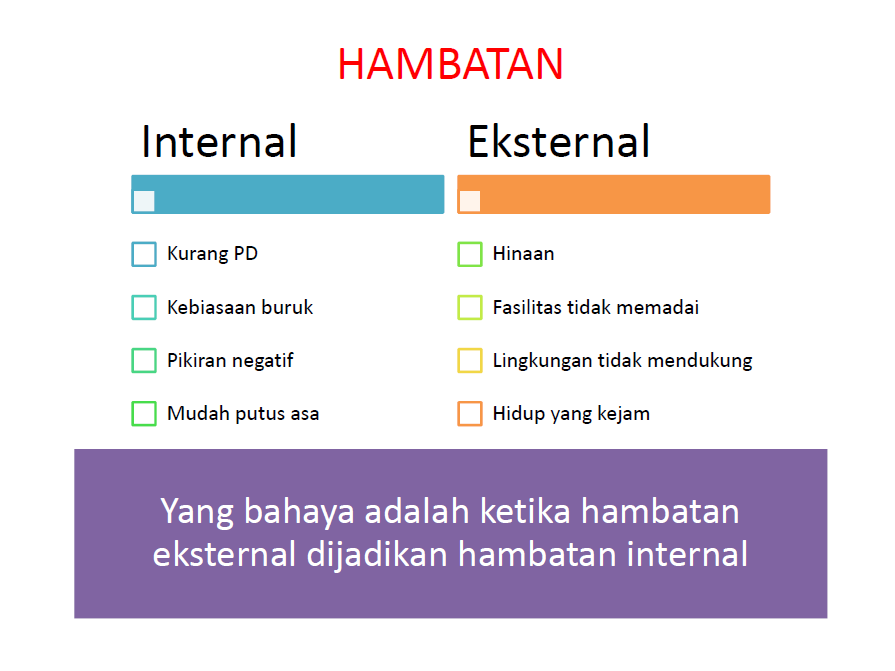 HAMBATAN
Internal
Kurang PD
Kebiasaan buruk
Pikiran negatif
Mudah putus asa
Eksternal
Hinaan
Fasilitas tidak memadai
Lingkungan tidak mendukung
Hidup yang kejam
Yang bahaya adalah ketika hambatan
eksternal dijadikan hambatan internal